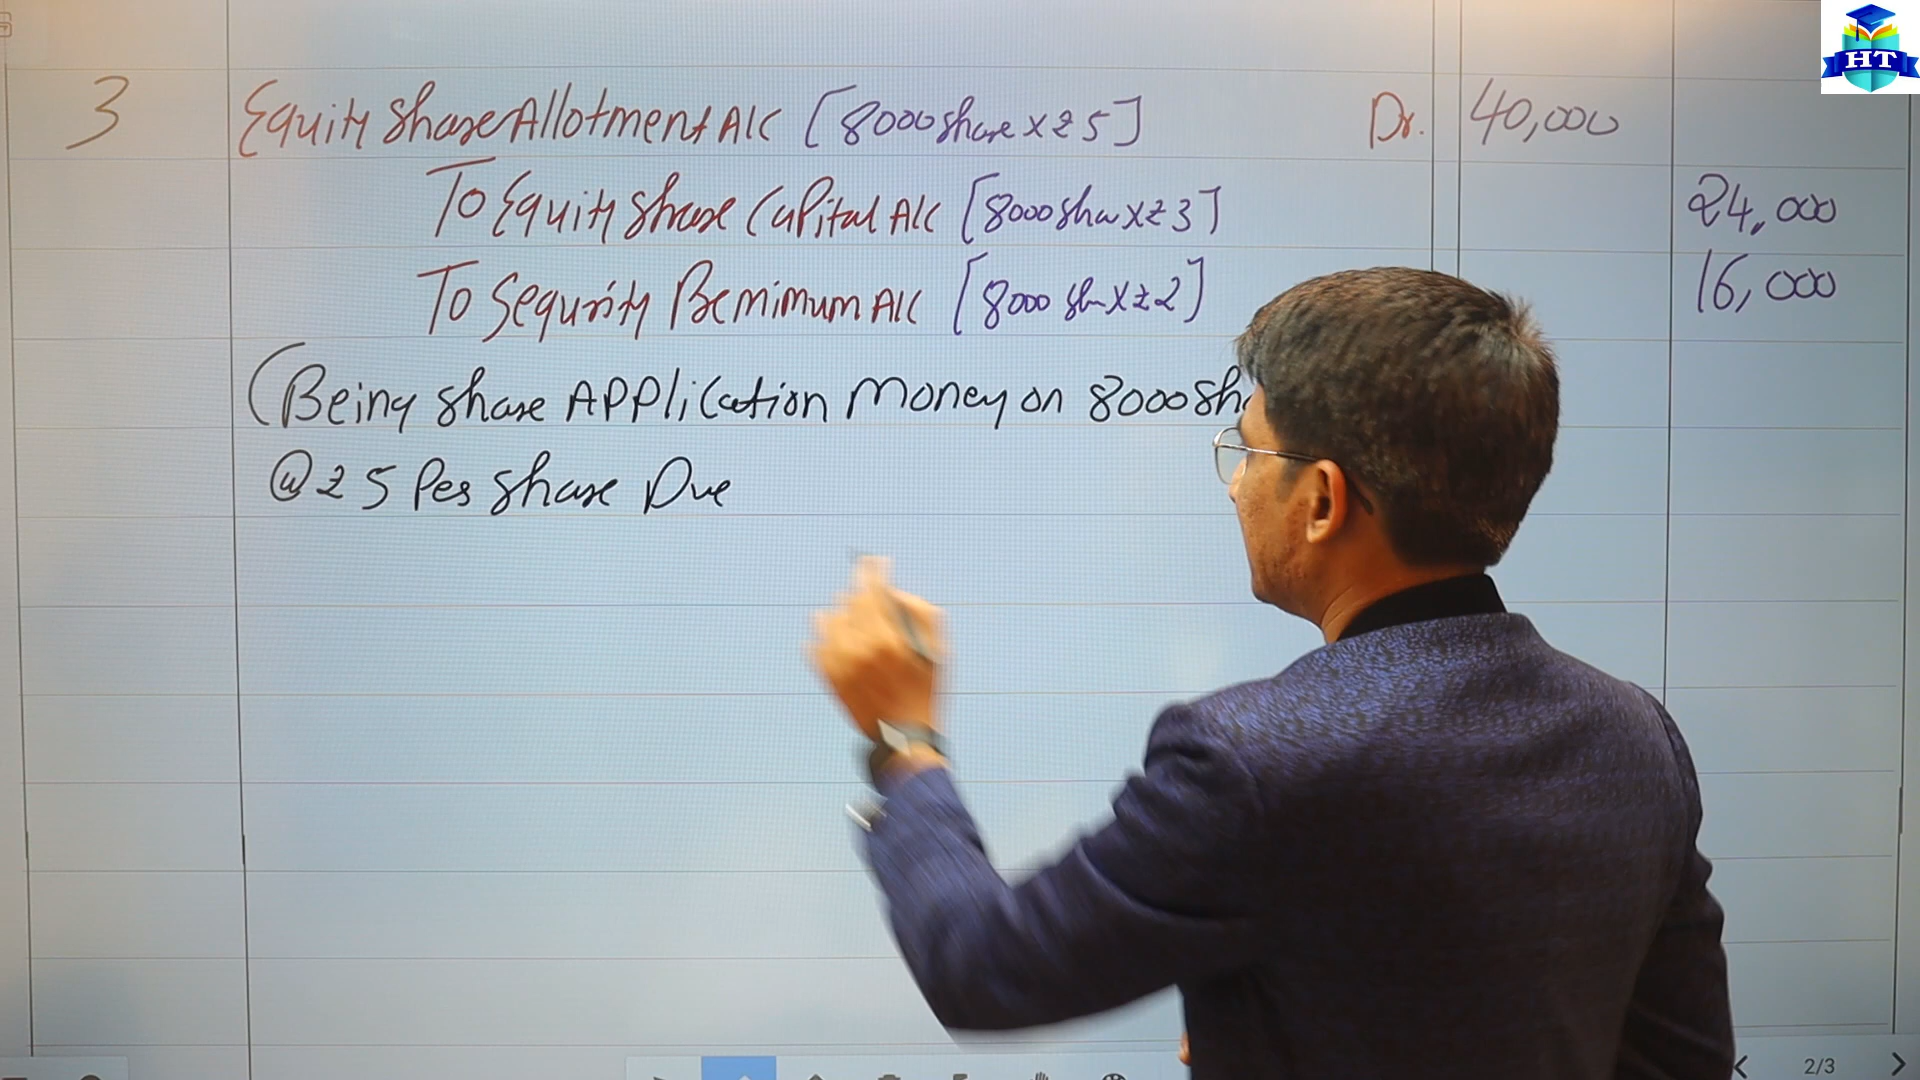 HT
3 Equity Share Allotment A/C [8000 share x ₹ 5] Dr. 40,000
To Equity Share Capital A/C [8000 sha x ₹ 3] 24,000
To Sequrity Bemimum A/C [8000 sh x ₹ 2] 16,000
(Being Share Application Money on 8000 Sh
@ ₹ 5 Per Share Due
2/3